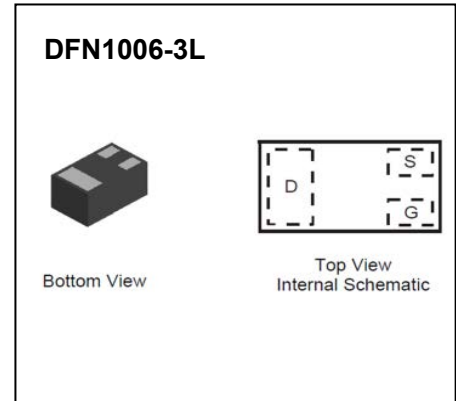 DFN1006-3L
D
S
G
Bottom View
Top View
Internal Schematic